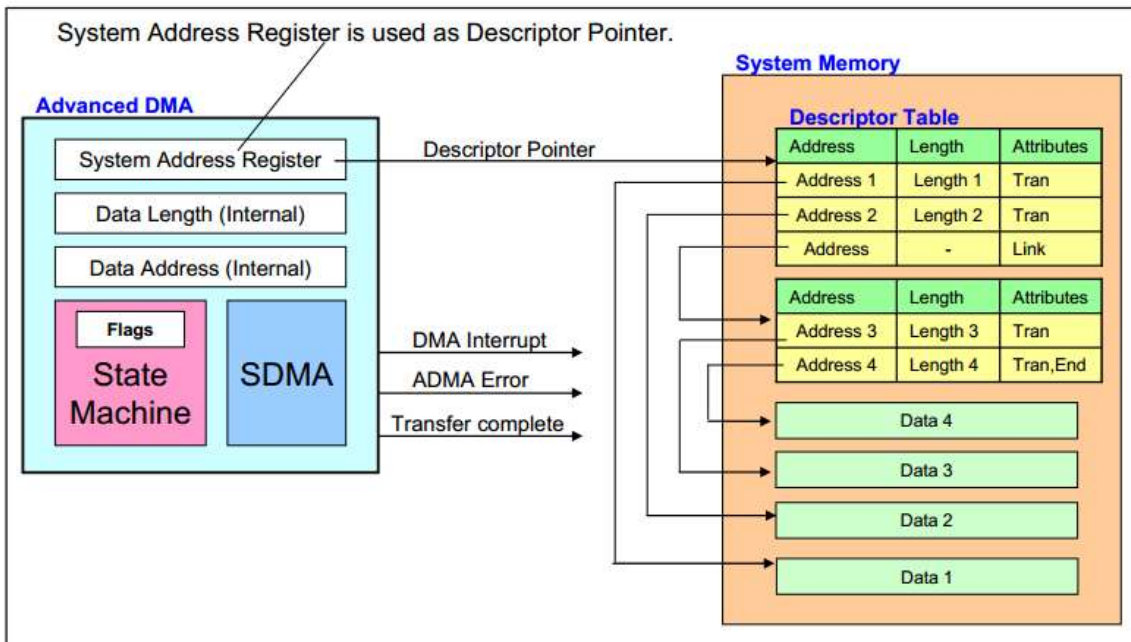 System Address Register is used as Descriptor Pointer.
Advanced DMA
System Address Register
Data Length (Internal)
Data Address (Internal)
Flags
State
Machine
SDMA
Descriptor Pointer
DMA Interrupt
ADMA Error
Transfer complete
System Memory
Descriptor Table
Address Length Attributes
Address 1 Length 1 Tran
Address 2 Length 2 Tran
Address - Link
Address Length Attributes
Address 3 Length 3 Tran
Address 4 Length 4 Tran,End
Data 4
Data 3
Data 2
Data 1